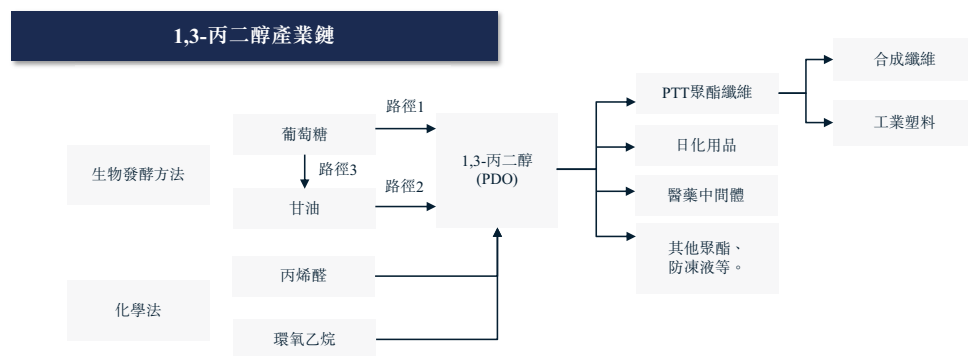 1,3-丙二醇產業鏈
生物發酵方法
化學法
葡萄糖
路徑1
路徑3
甘油
路徑2
丙烯醛
環氧乙烷
1,3-丙二醇
(PDO)
PTT聚酯纖維
日化用品
醫藥中間體
其他聚酯、
防凍液等。
合成纖維
工業塑料